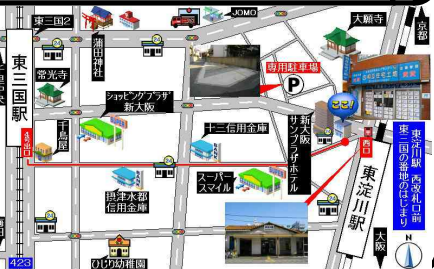 東三国2
JOMO
大願寺
京都
蒲田神社
東三国駅
常光寺
専用駐車場
P
ショッピングプラザ
新大阪
ここ!
千鳥屋
十三信用金庫
新大阪
サンプラザホテル
西口
東淀川駅 西改札口前
東三国の番地のはじまり
摂津水都
信用金庫
スーパー
スマイル
東淀川駅
大阪
N
423
ひじり幼稚園